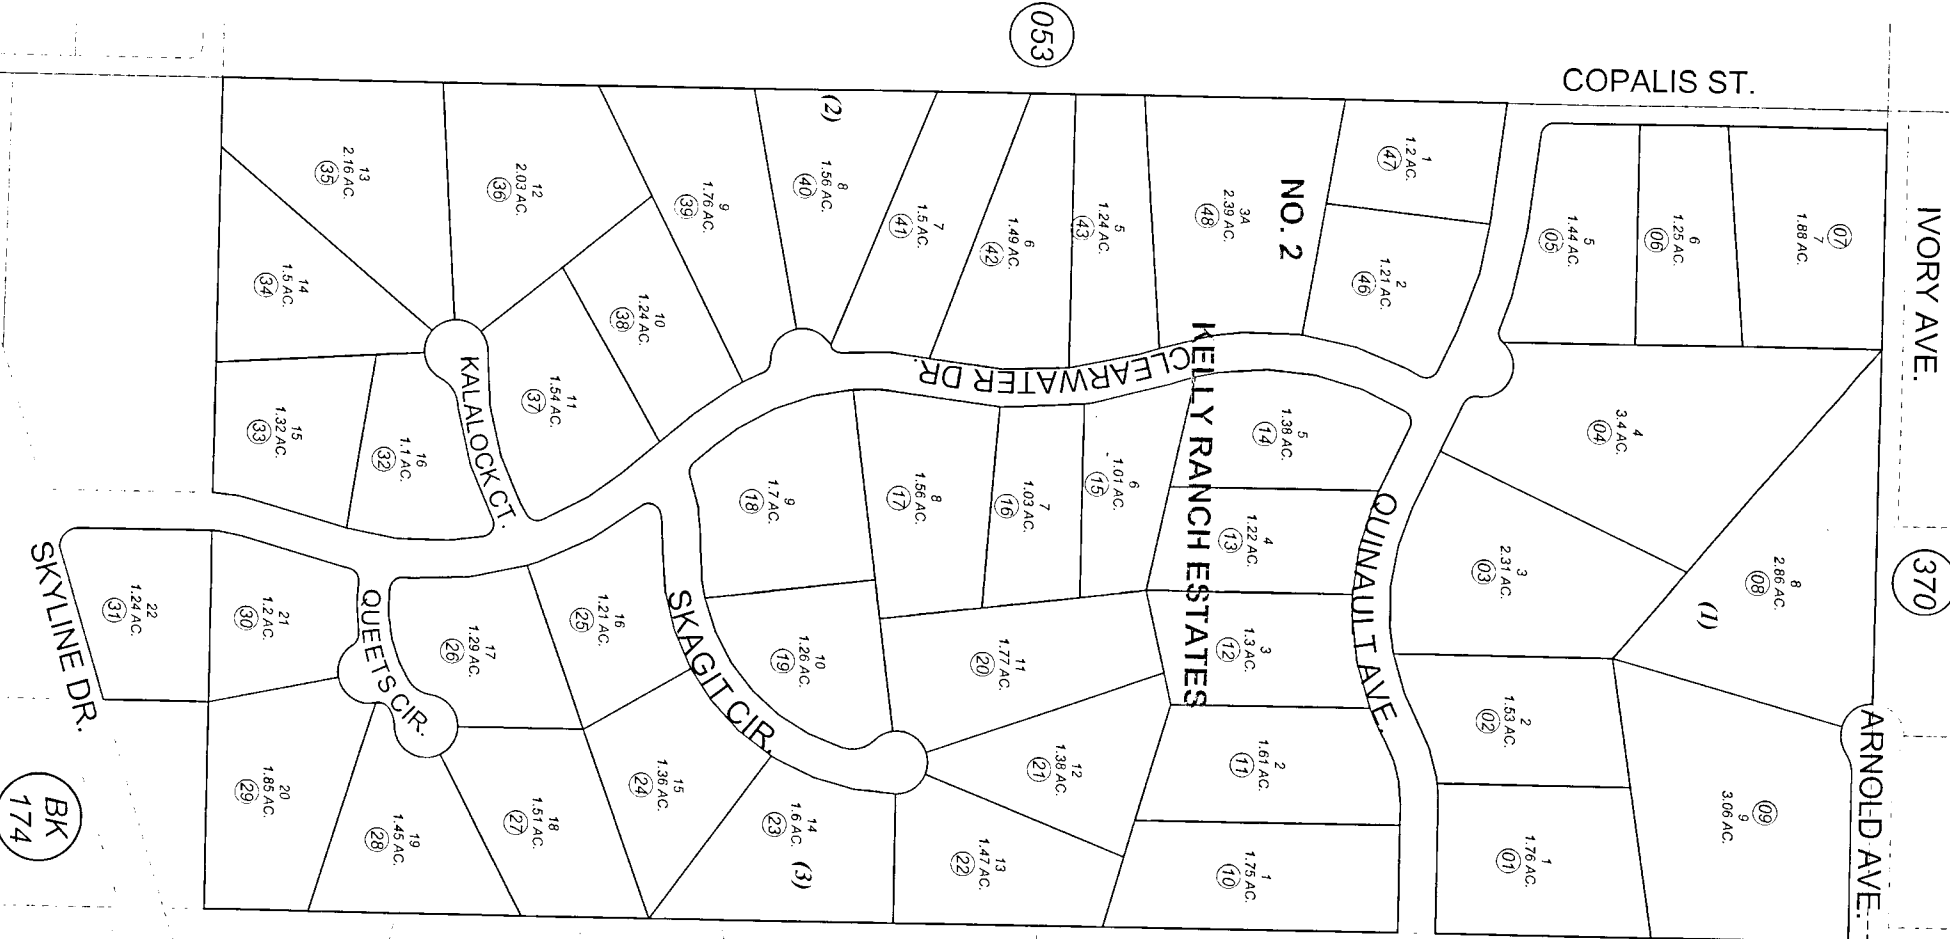 053
COPALIS ST.
IVORY AVE.
370
ARNOLD AVE.
(2)
NO. 2
KELLY RANCH ESTATES
CLEARWATER DR.
QUINAULT AVE.
KALALOCK CT.
SKAGIT CIR.
QUEETS CIR.
SKYLINE DR.
BK
174
(1)
(3)
13
2.16 AC.
35
12
2.03 AC.
36
9
1.76 AC.
39
8
1.56 AC.
40
7
1.5 AC.
41
6
1.49 AC.
42
5
1.24 AC.
43
3A
2.39 AC.
48
1
1.2 AC.
47
2
1.21 AC.
46
5
1.44 AC.
05
6
1.25 AC.
06
07
7
1.88 AC.
14
1.5 AC.
34
10
1.24 AC.
38
11
1.54 AC.
37
15
1.32 AC.
33
16
1.1 AC.
32
9
1.7 AC.
18
8
1.56 AC.
17
7
1.03 AC.
16
6
1.01 AC.
15
5
1.38 AC.
14
4
1.22 AC.
13
3
1.3 AC.
12
2
1.61 AC.
11
1
1.75 AC.
10
4
3.4 AC.
04
3
2.31 AC.
03
8
2.86 AC.
08
2
1.53 AC.
02
1
1.76 AC.
01
09
9
3.06 AC.
22
1.24 AC.
31
21
1.2 AC.
30
17
1.29 AC.
26
16
1.21 AC.
25
10
1.26 AC.
19
11
1.77 AC.
20
12
1.38 AC.
21
13
1.47 AC.
22
14
1.6 AC.
23
15
1.36 AC.
24
18
1.51 AC.
27
19
1.45 AC.
28
20
1.85 AC.
29